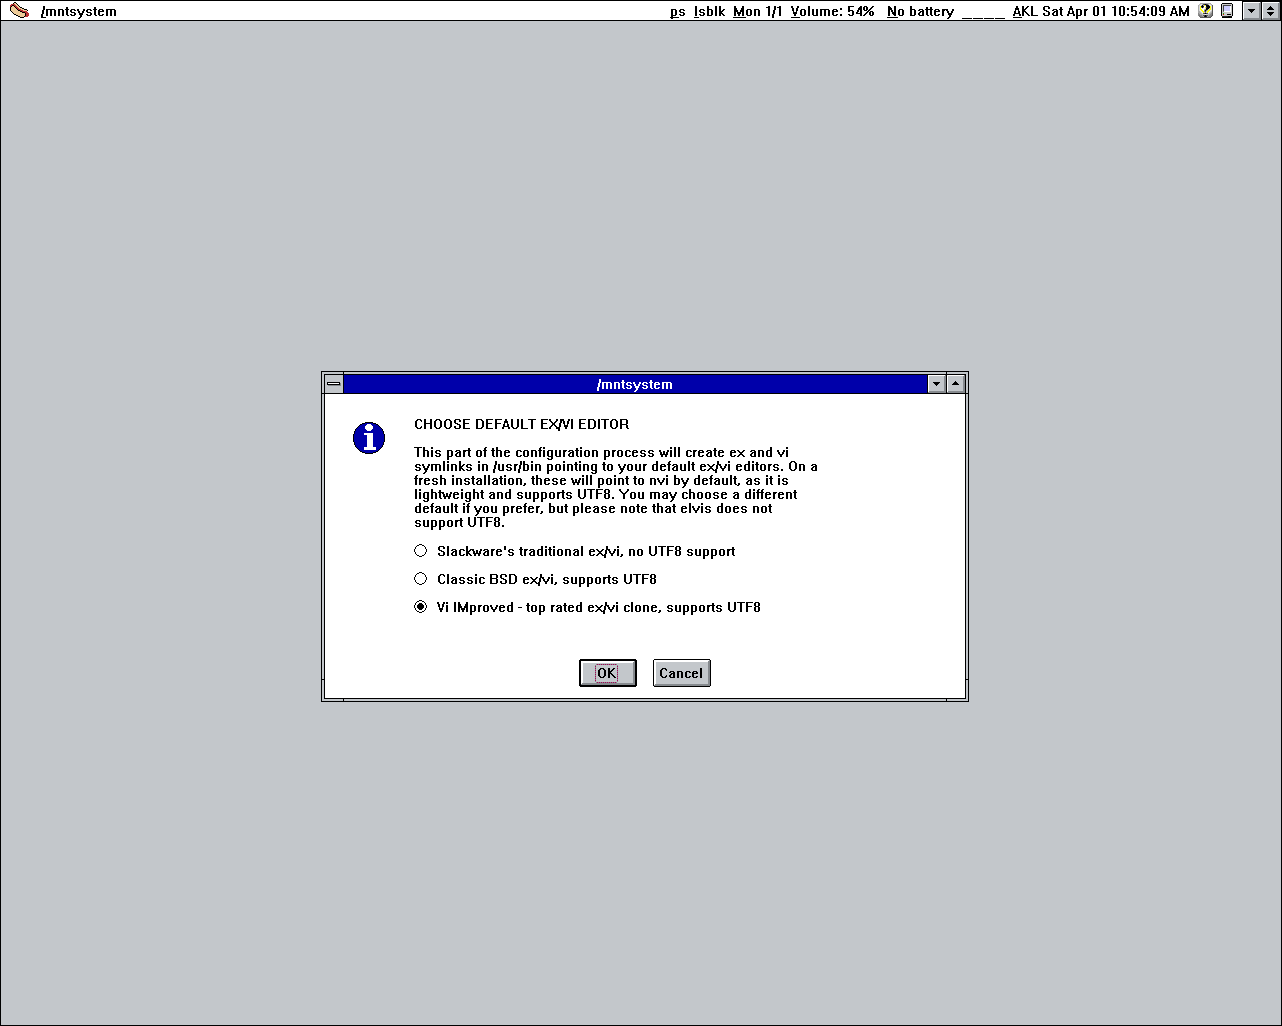 /mntsystem ps lsblk Mon 1/1 Volume: 54% No battery ____ AKL Sat Apr 01 10:54:09 AM ?
/mntsystem
i
CHOOSE DEFAULT EX/VI EDITOR
This part of the configuration process will create ex and vi
symlinks in /usr/bin pointing to your default ex/vi editors. On a
fresh installation, these will point to nvi by default, as it is
lightweight and supports UTF8. You may choose a different
default if you prefer, but please note that elvis does not
support UTF8.
Slackware's traditional ex/vi, no UTF8 support
Classic BSD ex/vi, supports UTF8
Vi IMproved - top rated ex/vi clone, supports UTF8
OK Cancel